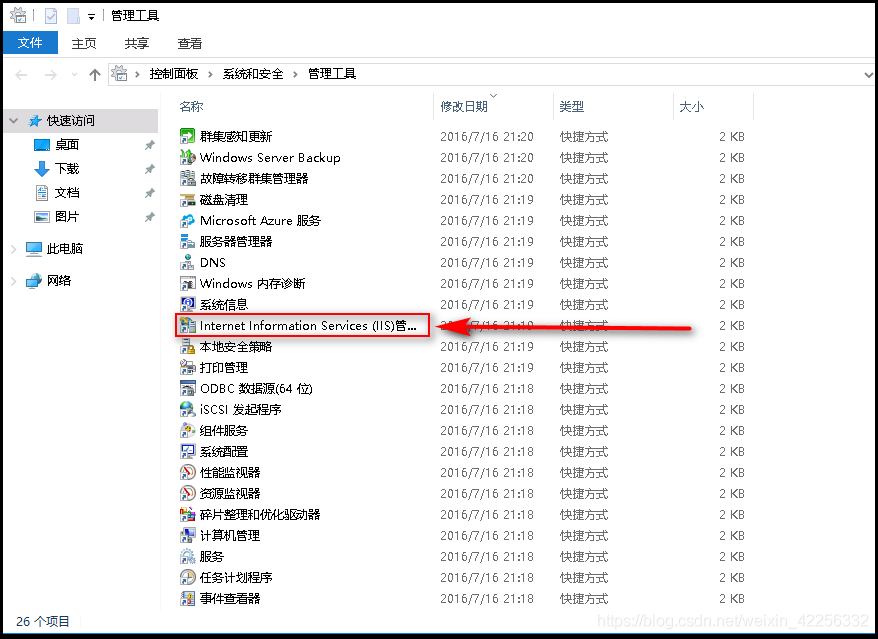 管理工具
文件 主页 共享 查看
控制面板 系统和安全 管理工具
名称 修改日期 类型 大小
快速访问
桌面
下载
文档
图片
此电脑
网络
群集感知更新 2016/7/16 21:20 快捷方式 2 KB
Windows Server Backup 2016/7/16 21:20 快捷方式 2 KB
故障转移群集管理器 2016/7/16 21:20 快捷方式 2 KB
磁盘清理 2016/7/16 21:19 快捷方式 2 KB
Microsoft Azure 服务 2016/7/16 21:19 快捷方式 2 KB
服务器管理器 2016/7/16 21:19 快捷方式 2 KB
DNS 2016/7/16 21:19 快捷方式 2 KB
Windows 内存诊断 2016/7/16 21:19 快捷方式 2 KB
系统信息 2016/7/16 21:19 快捷方式 2 KB
Internet Information Services (IIS)管... 2016/7/16 21:19 快捷方式 2 KB
本地安全策略 2016/7/16 21:19 快捷方式 2 KB
打印管理 2016/7/16 21:19 快捷方式 2 KB
ODBC 数据源(64 位) 2016/7/16 21:18 快捷方式 2 KB
iSCSI 发起程序 2016/7/16 21:18 快捷方式 2 KB
组件服务 2016/7/16 21:18 快捷方式 2 KB
系统配置 2016/7/16 21:18 快捷方式 2 KB
性能监视器 2016/7/16 21:18 快捷方式 2 KB
资源监视器 2016/7/16 21:18 快捷方式 2 KB
碎片整理和优化驱动器 2016/7/16 21:18 快捷方式 2 KB
计算机管理 2016/7/16 21:18 快捷方式 2 KB
服务 2016/7/16 21:18 快捷方式 2 KB
任务计划程序 2016/7/16 21:18 快捷方式 2 KB
事件查看器 2016/7/16 21:18 快捷方式 2 KB
26 个项目
https://blog.csdn.net/weixin_42256332